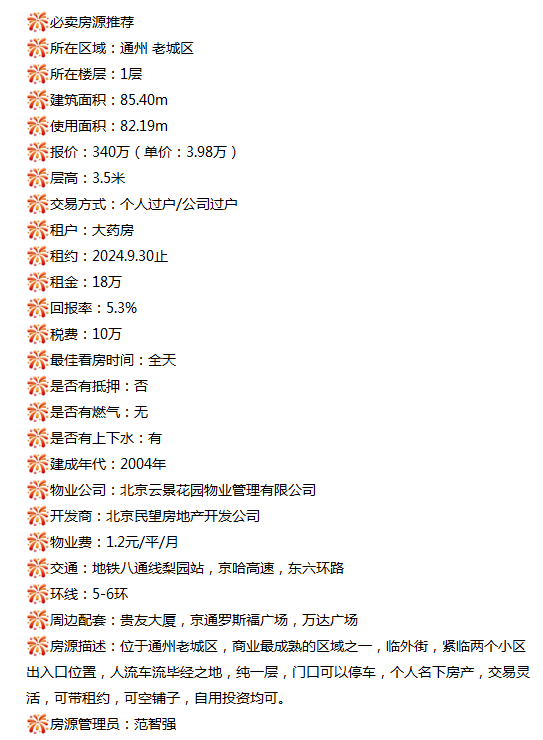 必卖房源推荐
所在区域：通州 老城区
所在楼层：1层
建筑面积：85.40m
使用面积：82.19m
报价：340万（单价：3.98万）
层高：3.5米
交易方式：个人过户/公司过户
租户：大药房
租约：2024.9.30止
租金：18万
回报率：5.3%
税费：10万
最佳看房时间：全天
是否有抵押：否
是否有燃气：无
是否有上下水：有
建成年代：2004年
物业公司：北京云景花园物业管理有限公司
开发商：北京民望房地产开发公司
物业费：1.2元/平/月
交通：地铁八通线梨园站，京哈高速，东六环路
环线：5-6环
周边配套：贵友大厦，京通罗斯福广场，万达广场
房源描述：位于通州老城区，商业最成熟的区域之一，临外街，紧临两个小区
出入口位置，人流车流毕经之地，纯一层，门口可以停车，个人名下房产，交易灵
活，可带租约，可空铺子，自用投资均可。
房源管理员：范智强